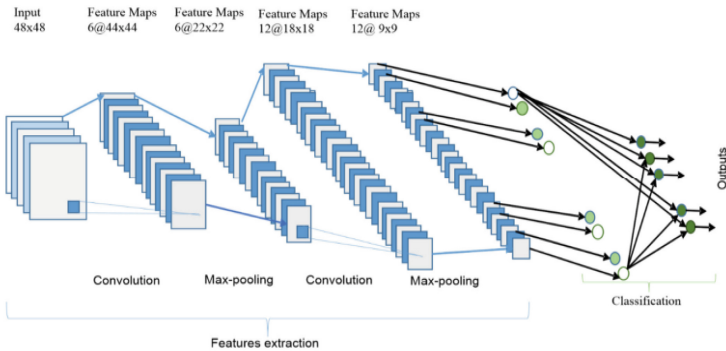 Input
48x48
Feature Maps
6@44x44
Feature Maps
6@22x22
Feature Maps
12@18x18
Feature Maps
12@ 9x9
Outputs
Convolution
Max-pooling
Convolution
Max-pooling
Classification
Features extraction